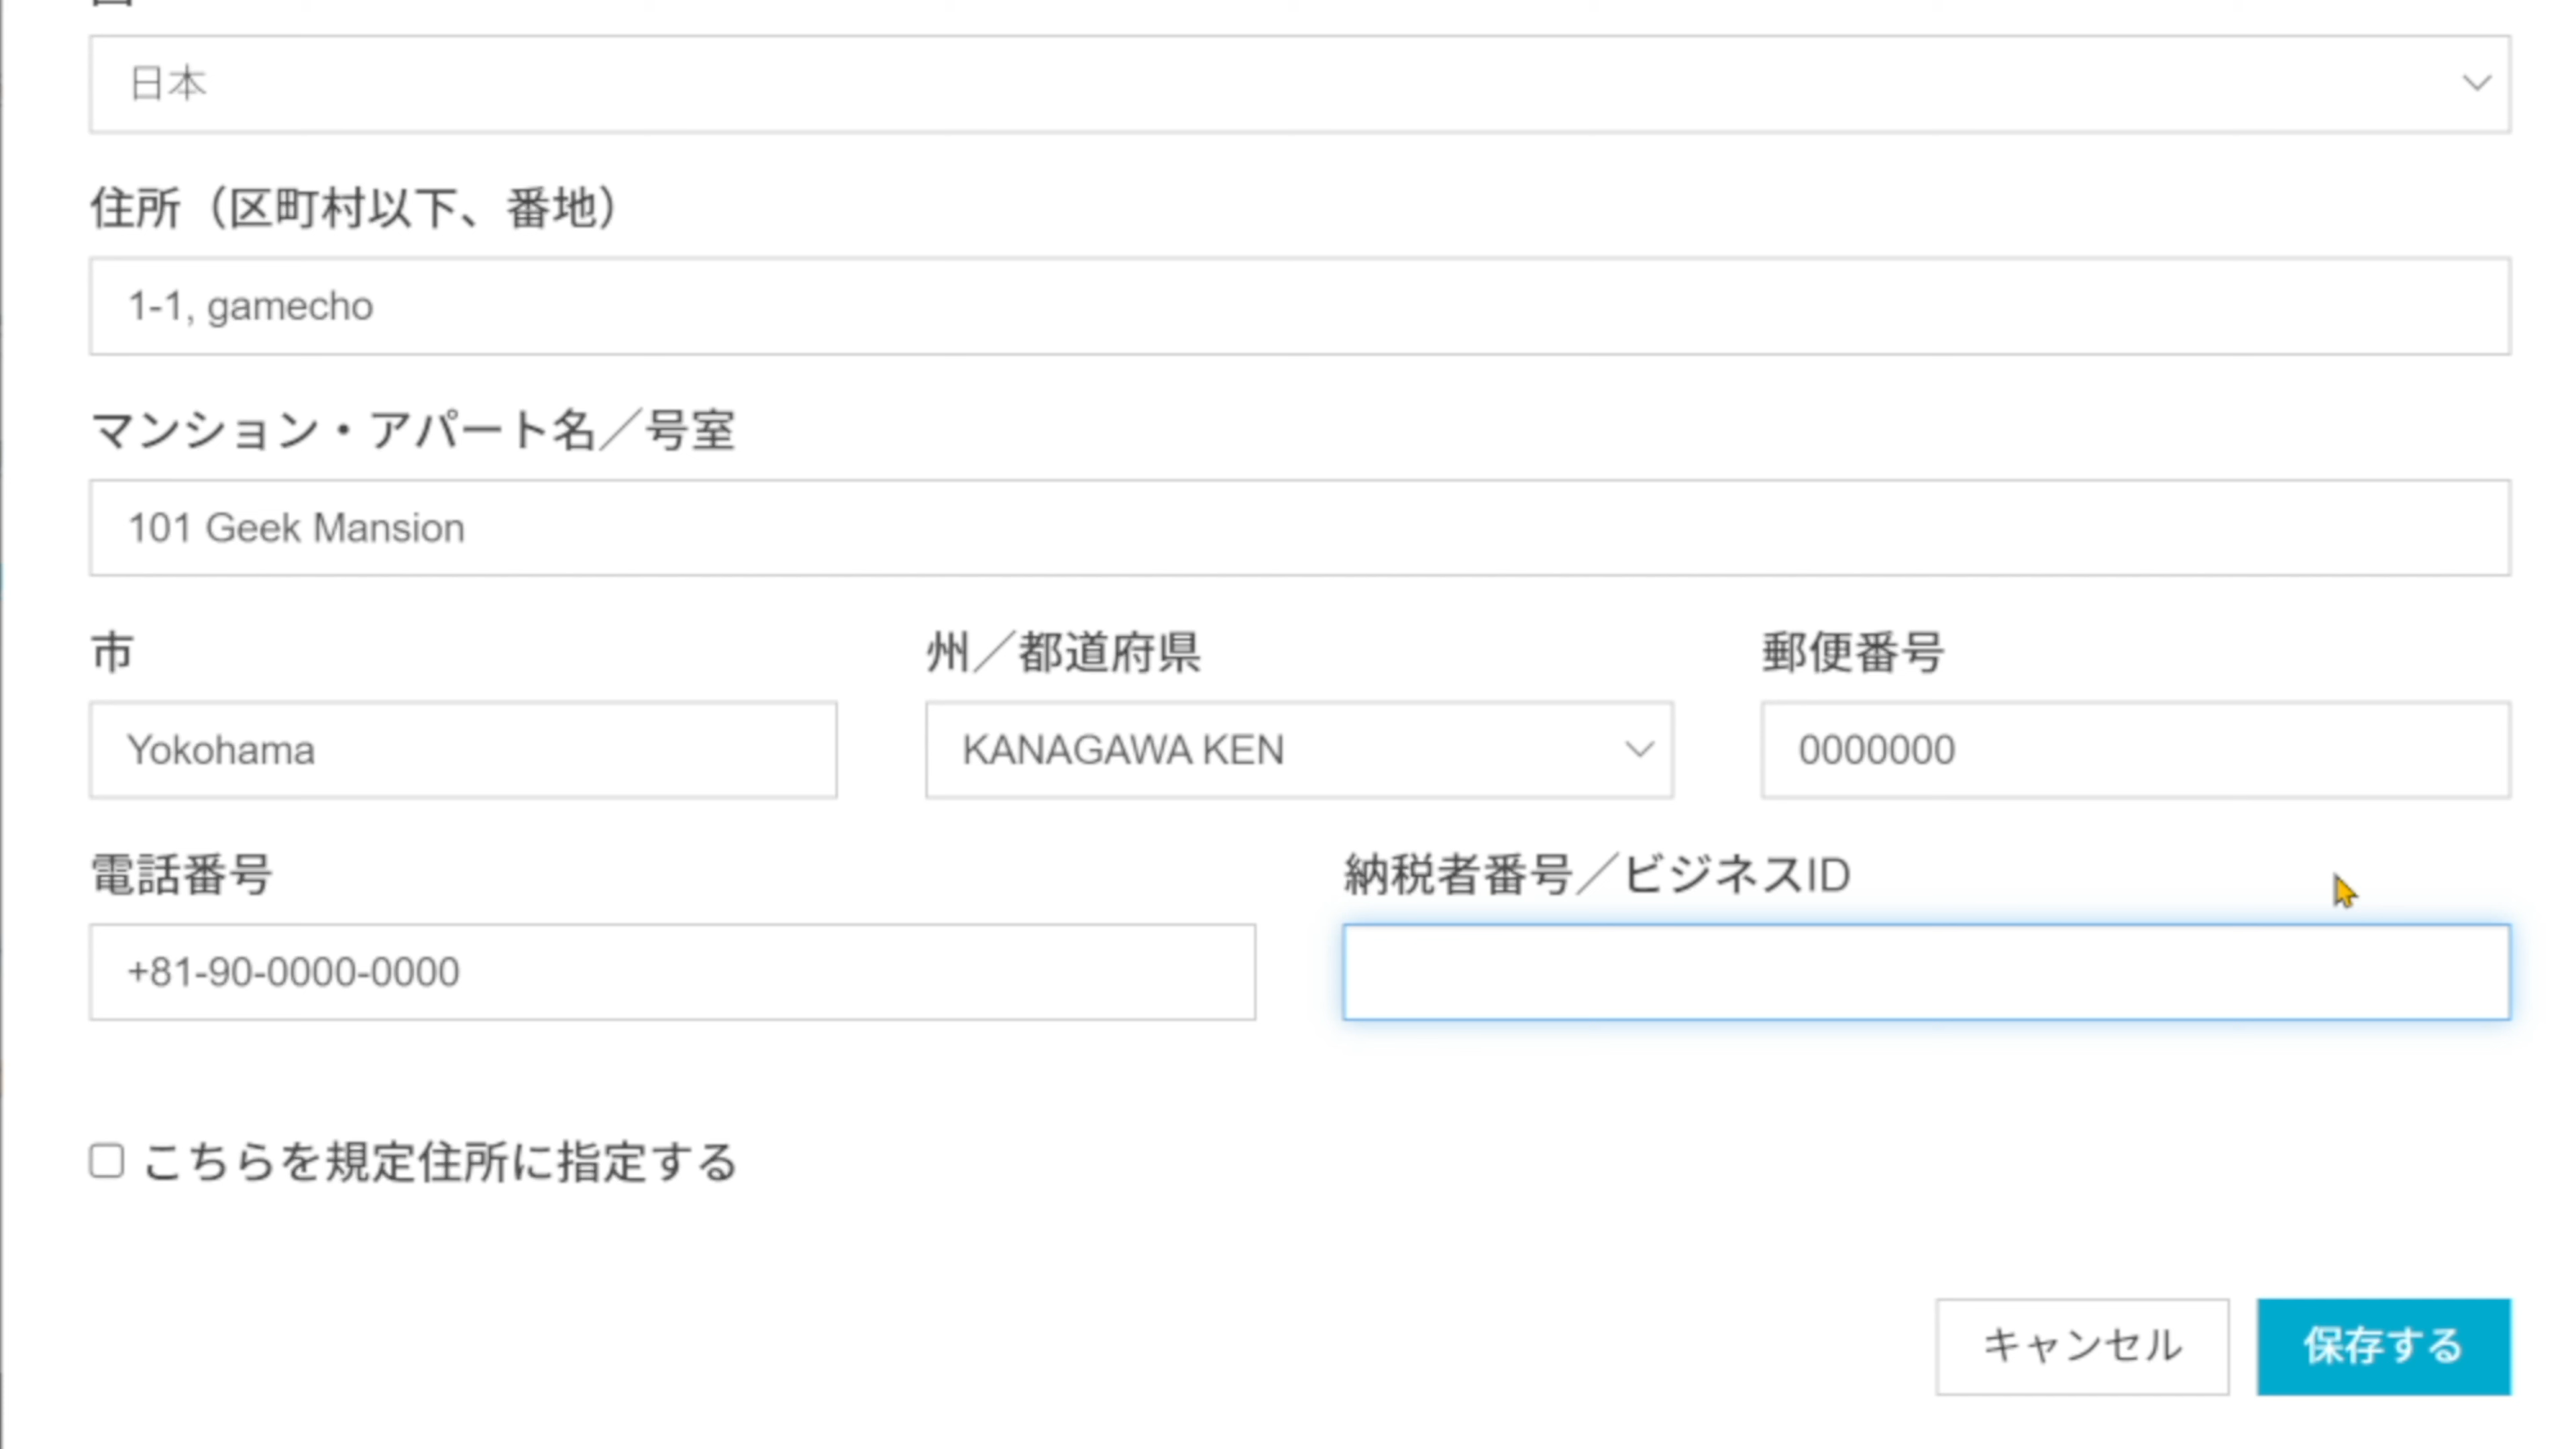 日本
住所（区町村以下、番地）
1-1, gamecho
マンション・アパート名／号室
101 Geek Mansion
市 州／都道府県 郵便番号
Yokohama KANAGAWA KEN 0000000
電話番号 納税者番号／ビジネスID
+81-90-0000-0000
こちらを規定住所に指定する
キャンセル 保存する